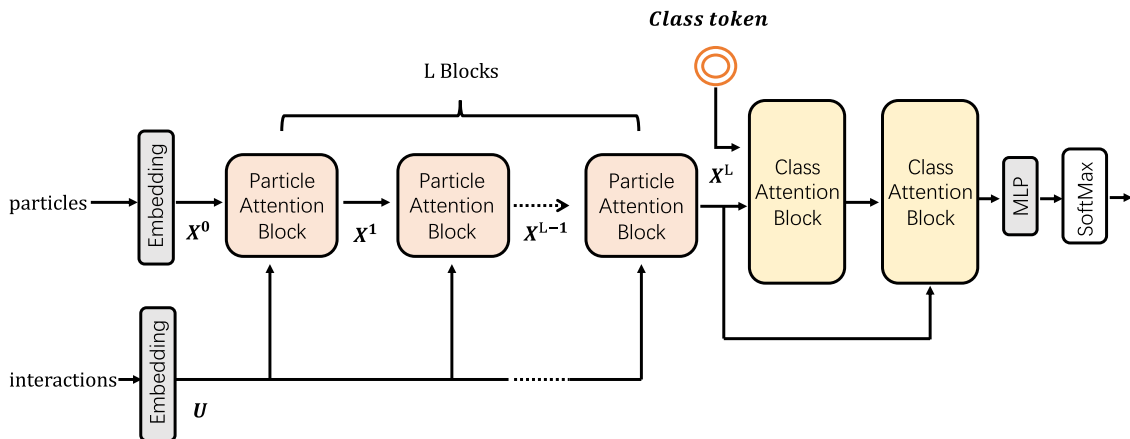 Class token
L Blocks
particles
Embedding
X⁰
Particle
Attention
Block
X¹
Particle
Attention
Block
Xᴸ⁻¹
Particle
Attention
Block
Xᴸ
Class
Attention
Block
Class
Attention
Block
MLP
SoftMax
interactions
Embedding
U